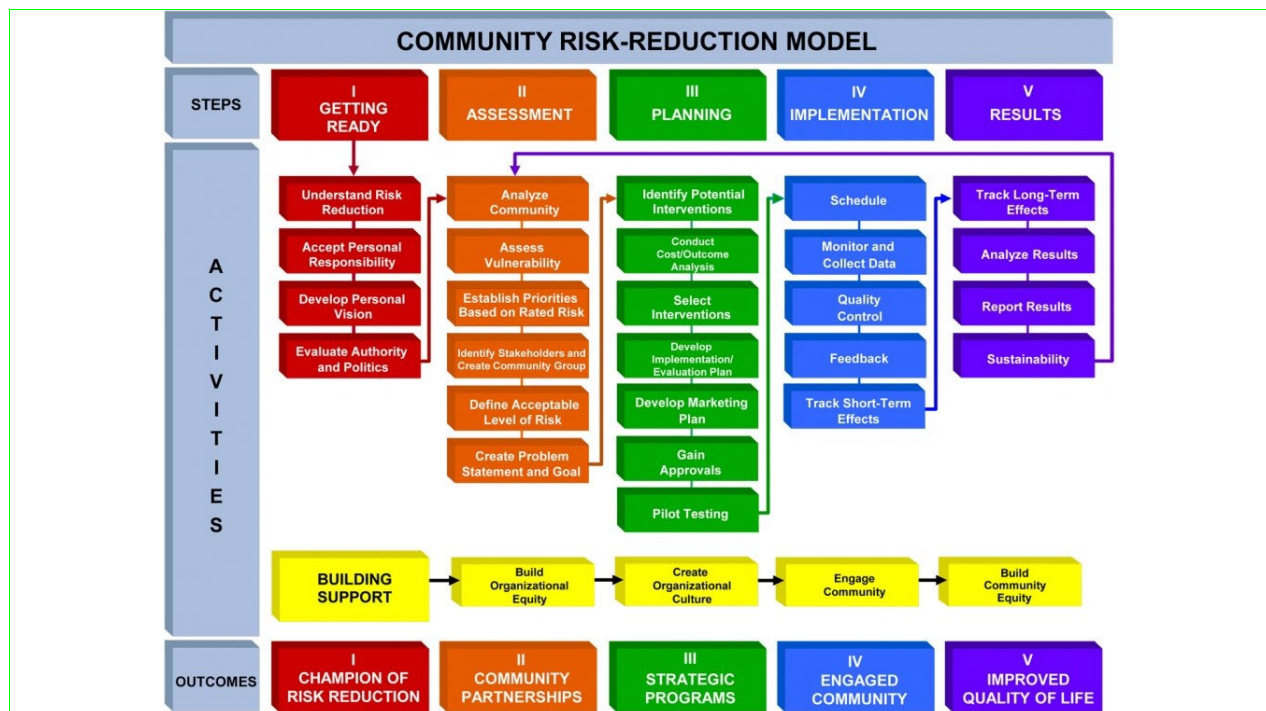 COMMUNITY RISK-REDUCTION MODEL
STEPS
I
GETTING
READY
II
ASSESSMENT
III
PLANNING
IV
IMPLEMENTATION
V
RESULTS
ACTIVITIES
Understand Risk
Reduction
Accept Personal
Responsibility
Develop Personal
Vision
Evaluate Authority
and Politics
Analyze
Community
Assess
Vulnerability
Establish Priorities
Based on Rated Risk
Identify Stakeholders and
Create Community Group
Define Acceptable
Level of Risk
Create Problem
Statement and Goal
Identify Potential
Interventions
Conduct
Cost/Outcome
Analysis
Select
Interventions
Develop
Implementation/
Evaluation Plan
Develop Marketing
Plan
Gain
Approvals
Pilot Testing
Schedule
Monitor and
Collect Data
Quality
Control
Feedback
Track Short-Term
Effects
Track Long-Term
Effects
Analyze Results
Report Results
Sustainability
BUILDING
SUPPORT
Build
Organizational
Equity
Create
Organizational
Culture
Engage
Community
Build
Community
Equity
OUTCOMES
I
CHAMPION OF
RISK REDUCTION
II
COMMUNITY
PARTNERSHIPS
III
STRATEGIC
PROGRAMS
IV
ENGAGED
COMMUNITY
V
IMPROVED
QUALITY OF LIFE